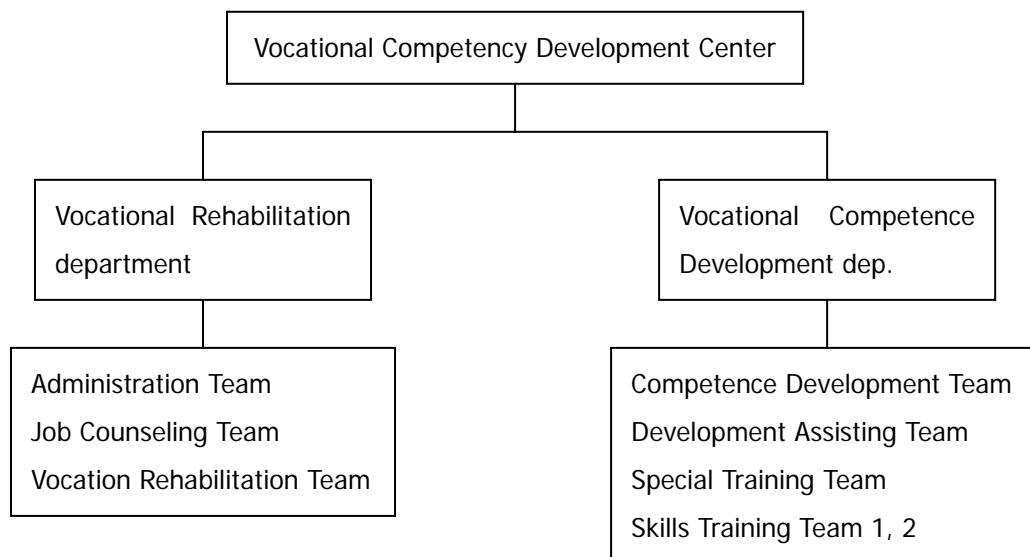 Vocational Competency Development Center
Vocational Rehabilitation
department
Vocational Competence
Development dep.
Administration Team
Job Counseling Team
Vocation Rehabilitation Team
Competence Development Team
Development Assisting Team
Special Training Team
Skills Training Team 1, 2